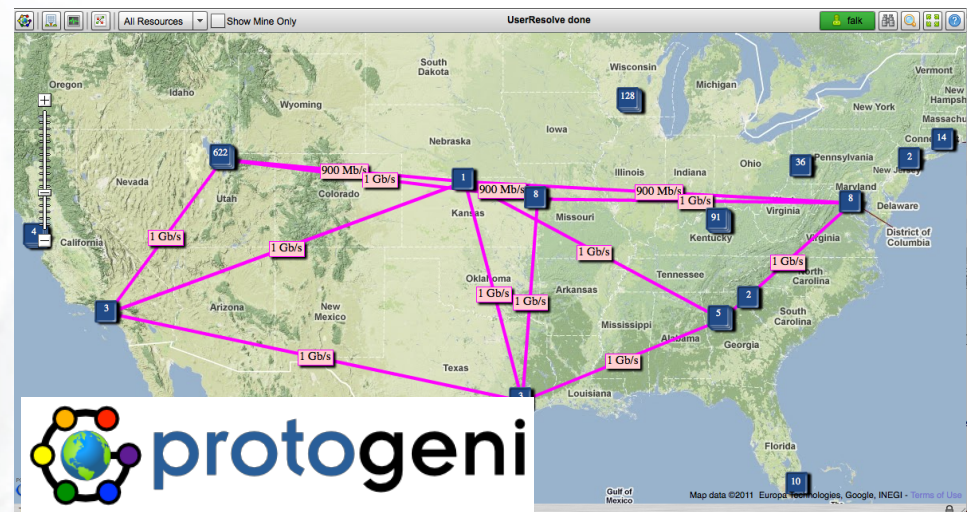 All Resources
Show Mine Only
UserResolve done
falk
Oregon
Idaho
Wyoming
South
Dakota
Wisconsin
Michigan
Vermont
New
Hampsh
New York
Massachu
128
Iowa
Nebraska
14
Conn
622
900 Mb/s
1 Gb/s
1
Illinois
Indiana
Ohio
36
Pennsylvania
2
New Jersey
Nevada
Utah
Colorado
900 Mb/s
8
900 Mb/s
1 Gb/s
Maryland
8
Delaware
Kansas
Missouri
91
Kentucky
Virginia
Virginia
District of
Columbia
4
California
1 Gb/s
1 Gb/s
1 Gb/s
1 Gb/s
Oklahoma
Tennessee
North
Carolina
1 Gb/s
1 Gb/s
Arkansas
2
3
Arizona
New
Mexico
5
South
Carolina
Mississippi
Alabama
Georgia
1 Gb/s
Texas
1 Gb/s
3
Louisiana
protogeni
Florida
10
Gulf of
Mexico
Map data ©2011 Europa Technologies, Google, INEGI - Terms of Use